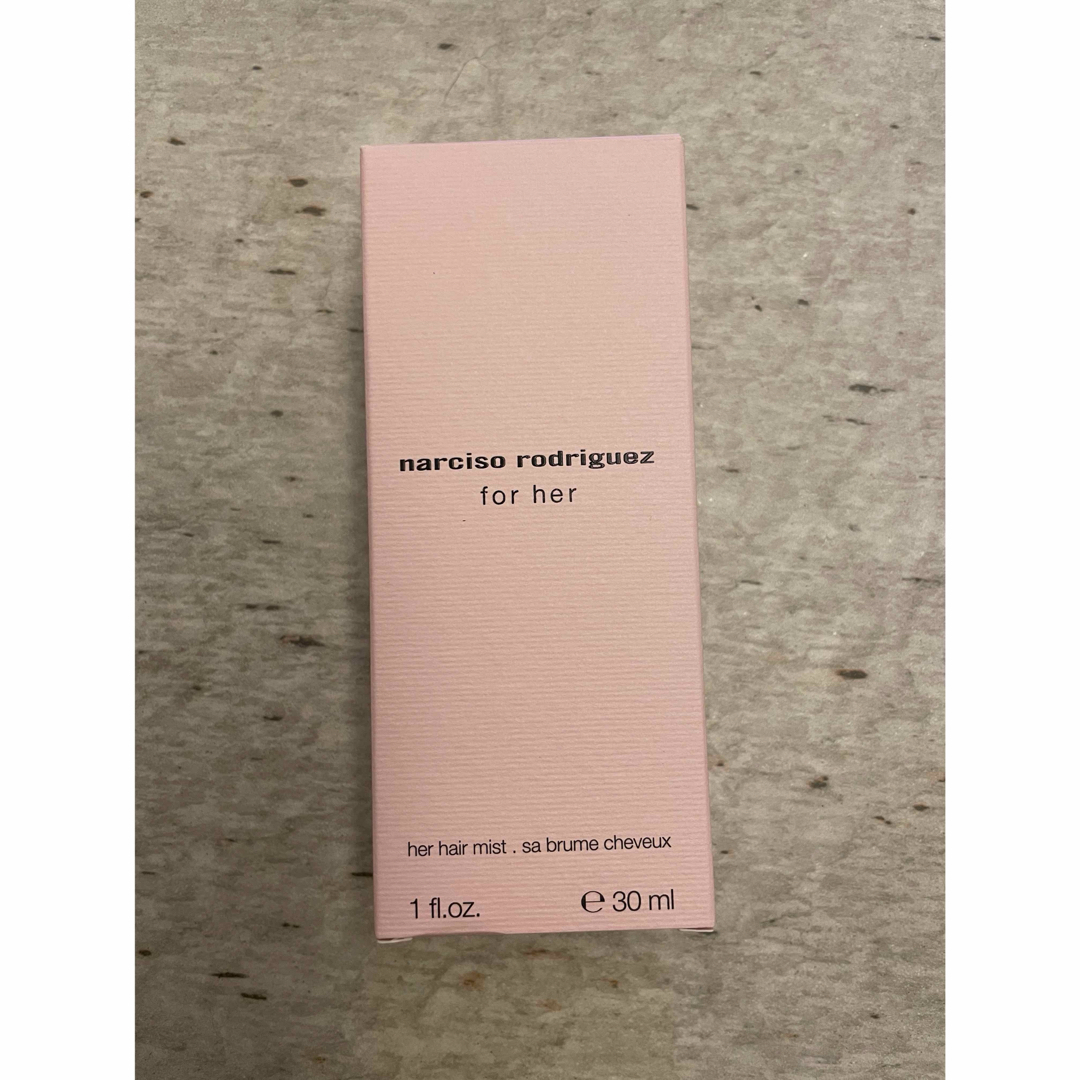 narciso rodriguez
for her
her hair mist . sa brume cheveux
1 fl.oz. ℮ 30 ml